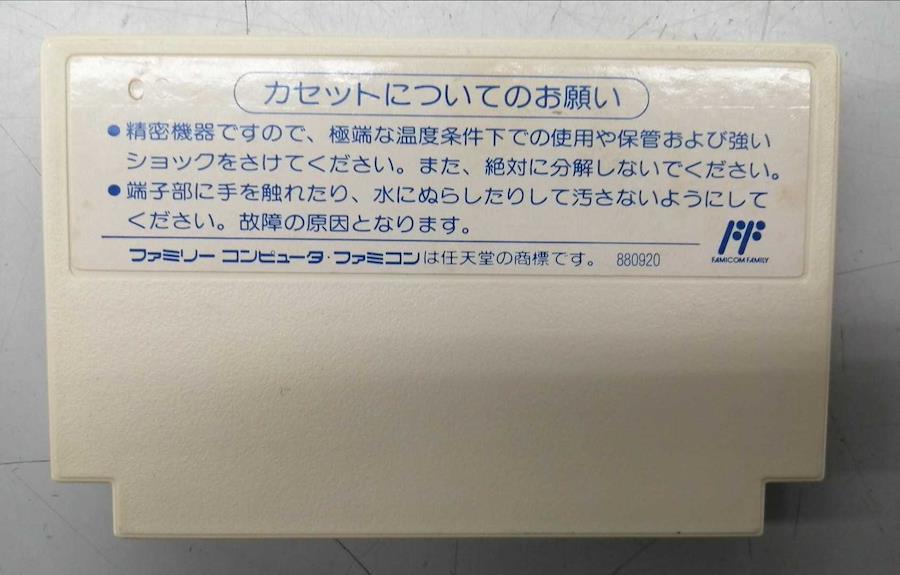 カセットについてのお願い
●精密機器ですので、極端な温度条件下での使用や保管および強い
ショックをさけてください。また、絶対に分解しないでください。
●端子部に手を触れたり、水にぬらしたりして汚さないようにして
ください。故障の原因となります。
ファミリー コンピュータ・ファミコンは任天堂の商標です。 880920
FAMICOM FAMILY